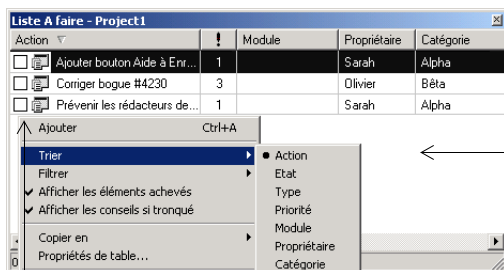 Liste A faire - Project1
Action ! Module Propriétaire Catégorie
Ajouter bouton Aide à Enr... 1 Sarah Alpha
Corriger bogue #4230 3 Olivier Bêta
Prévenir les rédacteurs de... 1 Sarah Alpha
Ajouter Ctrl+A
Trier Action
Filtrer Etat
Afficher les éléments achevés Type
Afficher les conseils si tronqué Priorité
Module
Copier en Propriétaire
Propriétés de table... Catégorie